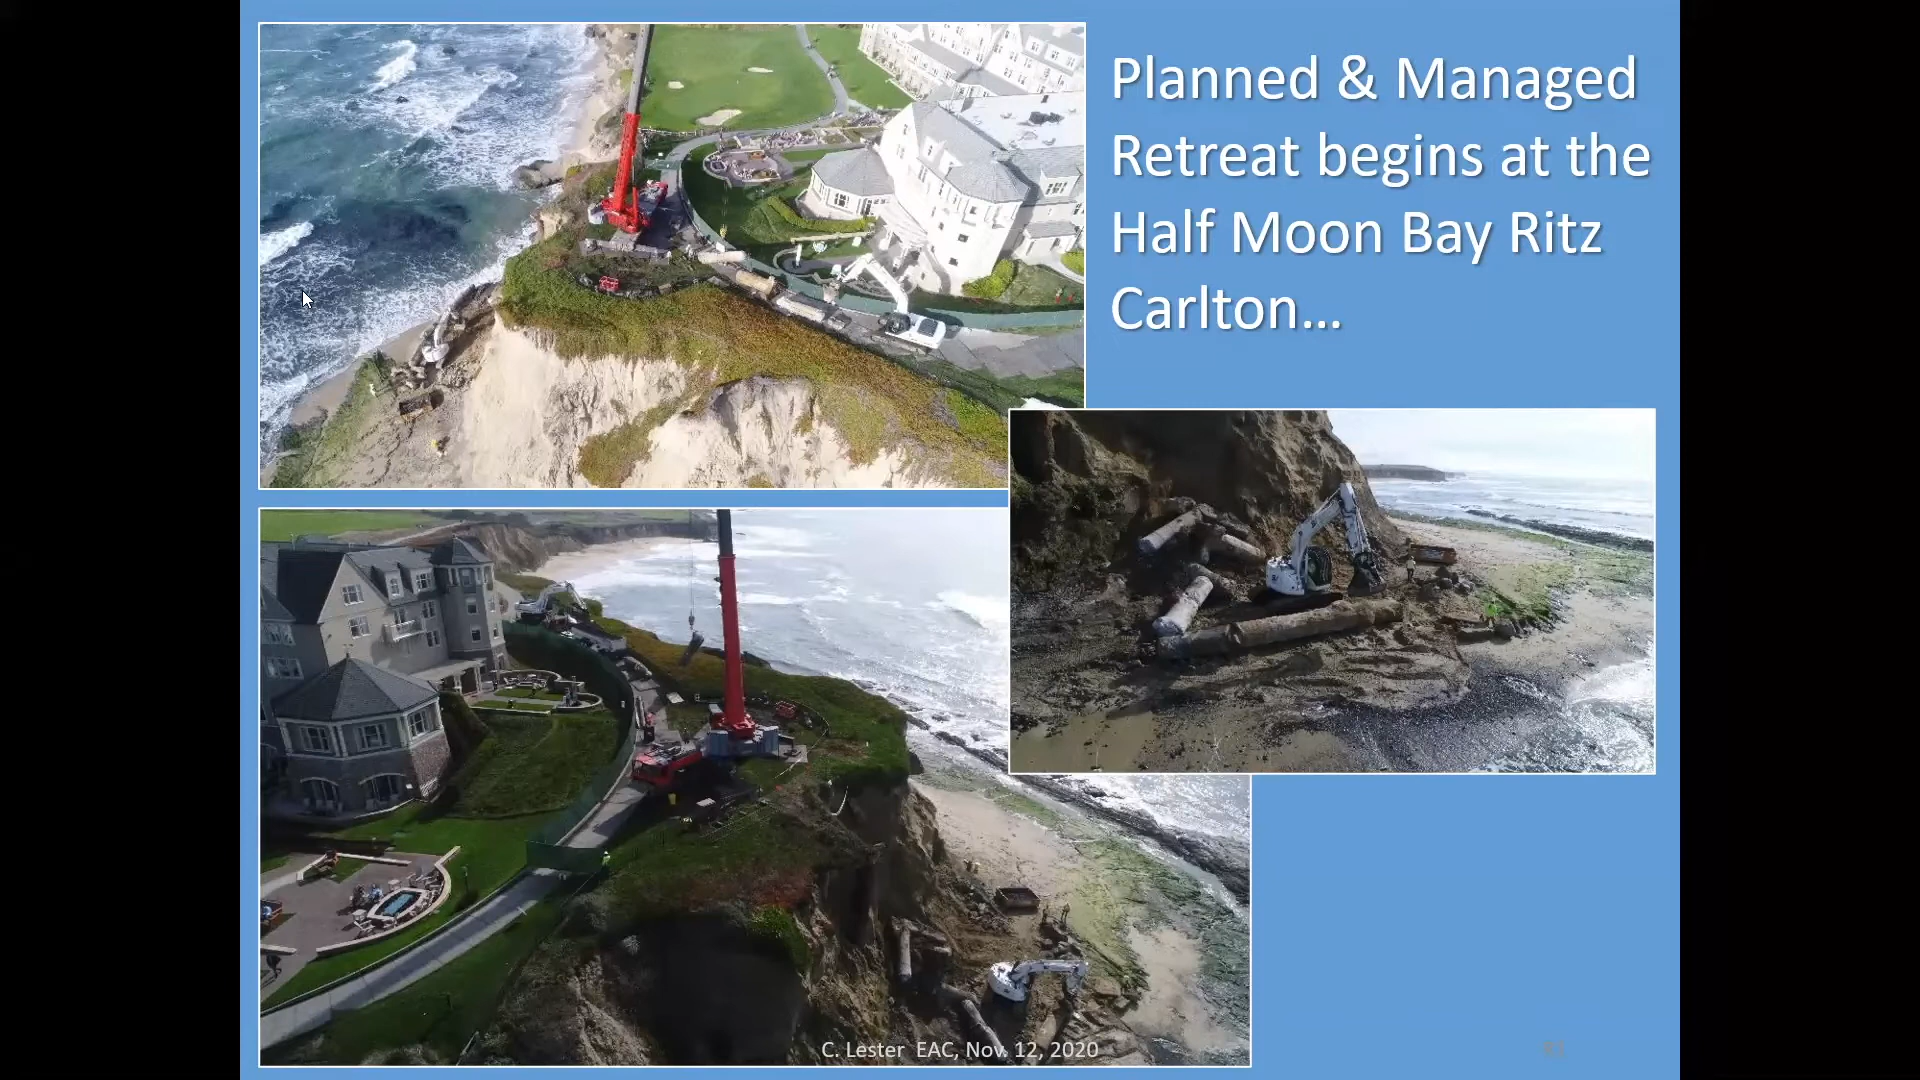 Planned & Managed
Retreat begins at the
Half Moon Bay Ritz
Carlton...
C. Lester EAC, Nov. 12, 2020